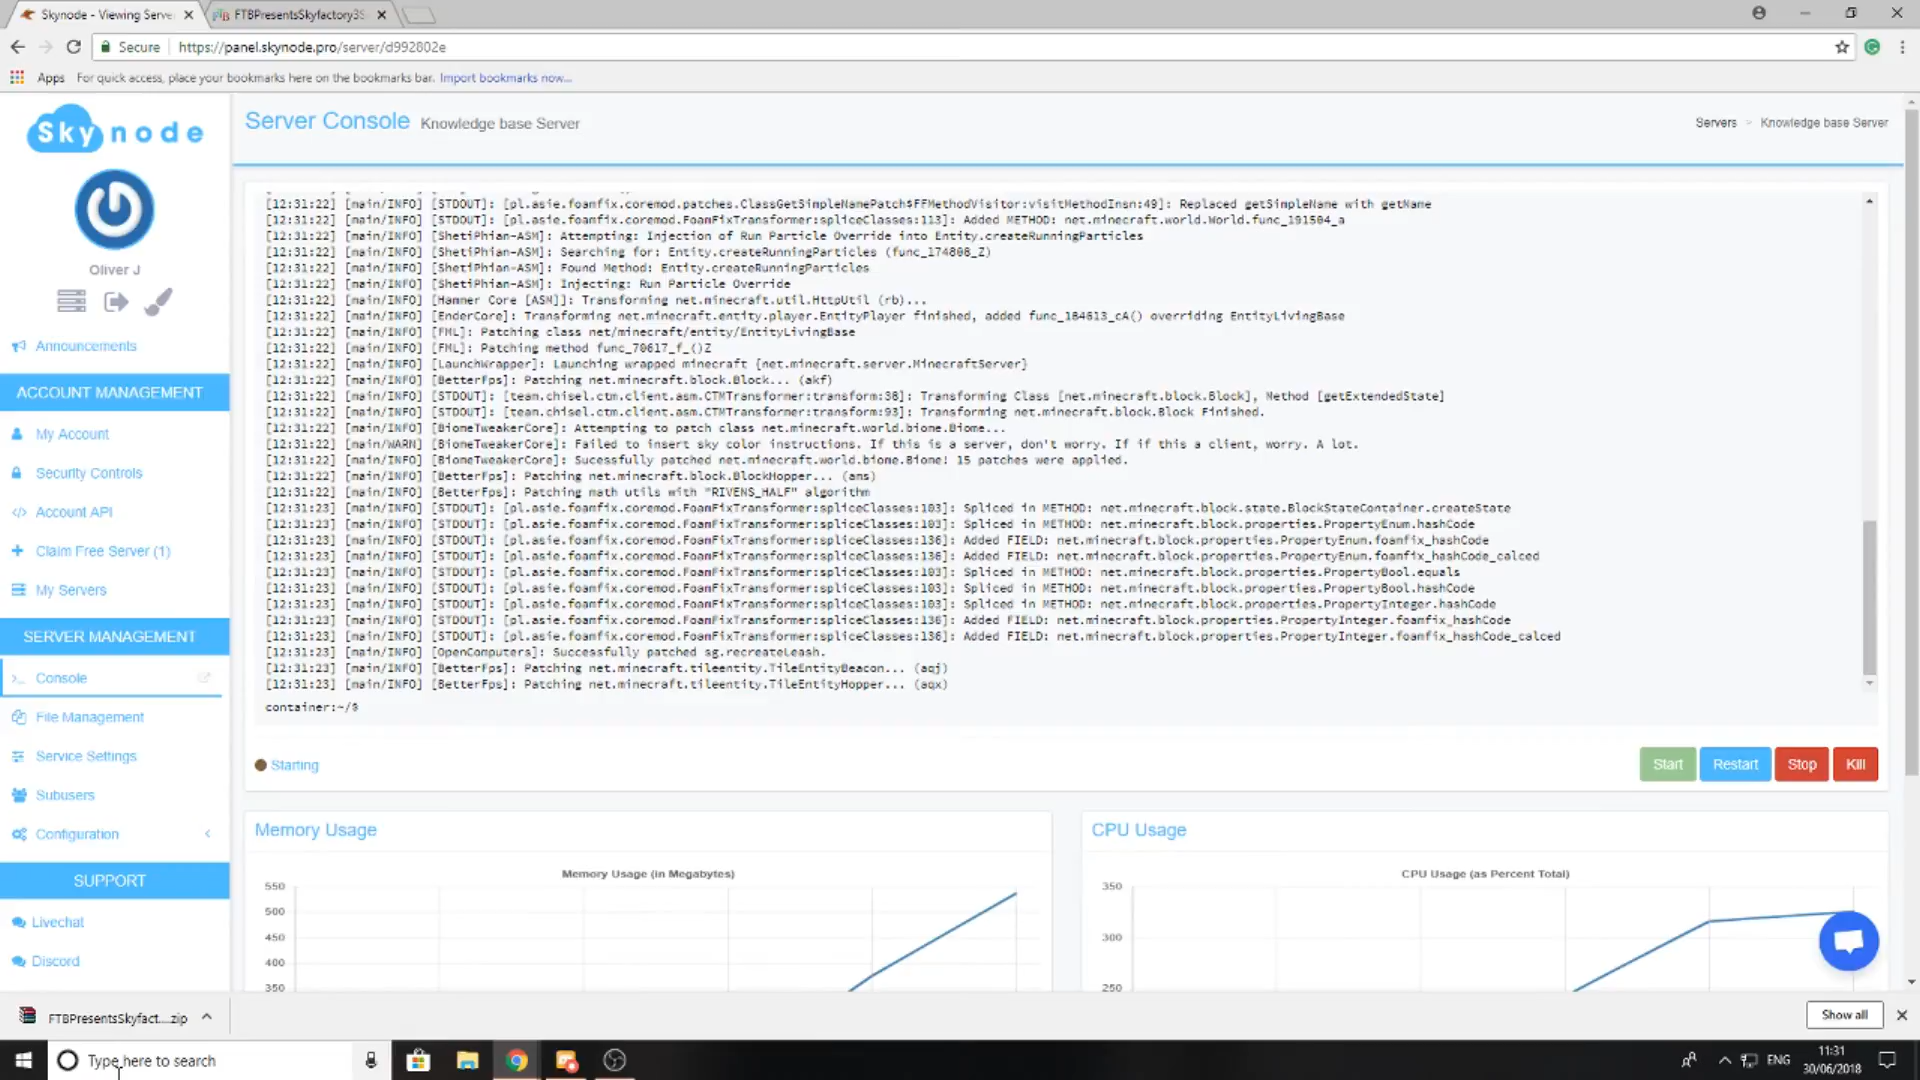 Skynode - Viewing Serve
FTBPresentsSkyfactory3S
Secure
https://panel.skynode.pro/server/d992802e
Apps
For quick access, place your bookmarks here on the bookmarks bar. Import bookmarks now...
Skynode
Oliver J
Announcements
ACCOUNT MANAGEMENT
My Account
Security Controls
Account API
Claim Free Server (1)
My Servers
SERVER MANAGEMENT
Console
File Management
Service Settings
Subusers
Configuration
SUPPORT
Livechat
Discord
Server Console Knowledge base Server
Servers > Knowledge base Server
[12:31:22] [main/INFO] [STDOUT]: [pl.asie.foamfix.coremod.patches.ClassGetSimpleNamePatch$FFMethodVisitor:visitMethodInsn:49]: Replaced getSimpleName with getName
[12:31:22] [main/INFO] [STDOUT]: [pl.asie.foamfix.coremod.FoamFixTransformer:spliceClasses:113]: Added METHOD: net.minecraft.world.World.func_191504_a
[12:31:22] [main/INFO] [ShetiPhian-ASM]: Attempting: Injection of Run Particle Override into Entity.createRunningParticles
[12:31:22] [main/INFO] [ShetiPhian-ASM]: Searching for: Entity.createRunningParticles (func_174808_Z)
[12:31:22] [main/INFO] [ShetiPhian-ASM]: Found Method: Entity.createRunningParticles
[12:31:22] [main/INFO] [ShetiPhian-ASM]: Injecting: Run Particle Override
[12:31:22] [main/INFO] [Hammer Core [ASM]]: Transforming net.minecraft.util.HttpUtil (rb)...
[12:31:22] [main/INFO] [EnderCore]: Transforming net.minecraft.entity.player.EntityPlayer finished, added func_184613_cA() overriding EntityLivingBase
[12:31:22] [main/INFO] [FML]: Patching class net/minecraft/entity/EntityLivingBase
[12:31:22] [main/INFO] [FML]: Patching method func_70617_f_()Z
[12:31:22] [main/INFO] [LaunchWrapper]: Launching wrapped minecraft {net.minecraft.server.MinecraftServer}
[12:31:22] [main/INFO] [BetterFps]: Patching net.minecraft.block.Block... (akf)
[12:31:22] [main/INFO] [STDOUT]: [team.chisel.ctm.client.asm.CTMTransformer:transform:38]: Transforming Class [net.minecraft.block.Block], Method [getExtendedState]
[12:31:22] [main/INFO] [STDOUT]: [team.chisel.ctm.client.asm.CTMTransformer:transform:93]: Transforming net.minecraft.block.Block Finished.
[12:31:22] [main/INFO] [BiomeTweakerCore]: Attempting to patch class net.minecraft.world.biome.Biome...
[12:31:22] [main/WARN] [BiomeTweakerCore]: Failed to insert sky color instructions. If this is a server, don't worry. If if this a client, worry. A lot.
[12:31:22] [main/INFO] [BiomeTweakerCore]: Sucessfully patched net.minecraft.world.biome.Biome! 15 patches were applied.
[12:31:22] [main/INFO] [BetterFps]: Patching net.minecraft.block.BlockHopper... (ams)
[12:31:22] [main/INFO] [BetterFps]: Patching math utils with "RIVENS_HALF" algorithm
[12:31:23] [main/INFO] [STDOUT]: [pl.asie.foamfix.coremod.FoamFixTransformer:spliceClasses:103]: Spliced in METHOD: net.minecraft.block.state.BlockStateContainer.createState
[12:31:23] [main/INFO] [STDOUT]: [pl.asie.foamfix.coremod.FoamFixTransformer:spliceClasses:103]: Spliced in METHOD: net.minecraft.block.properties.PropertyEnum.hashCode
[12:31:23] [main/INFO] [STDOUT]: [pl.asie.foamfix.coremod.FoamFixTransformer:spliceClasses:136]: Added FIELD: net.minecraft.block.properties.PropertyEnum.foamfix_hashCode
[12:31:23] [main/INFO] [STDOUT]: [pl.asie.foamfix.coremod.FoamFixTransformer:spliceClasses:136]: Added FIELD: net.minecraft.block.properties.PropertyEnum.foamfix_hashCode_calced
[12:31:23] [main/INFO] [STDOUT]: [pl.asie.foamfix.coremod.FoamFixTransformer:spliceClasses:103]: Spliced in METHOD: net.minecraft.block.properties.PropertyBool.equals
[12:31:23] [main/INFO] [STDOUT]: [pl.asie.foamfix.coremod.FoamFixTransformer:spliceClasses:103]: Spliced in METHOD: net.minecraft.block.properties.PropertyBool.hashCode
[12:31:23] [main/INFO] [STDOUT]: [pl.asie.foamfix.coremod.FoamFixTransformer:spliceClasses:103]: Spliced in METHOD: net.minecraft.block.properties.PropertyInteger.hashCode
[12:31:23] [main/INFO] [STDOUT]: [pl.asie.foamfix.coremod.FoamFixTransformer:spliceClasses:136]: Added FIELD: net.minecraft.block.properties.PropertyInteger.foamfix_hashCode
[12:31:23] [main/INFO] [STDOUT]: [pl.asie.foamfix.coremod.FoamFixTransformer:spliceClasses:136]: Added FIELD: net.minecraft.block.properties.PropertyInteger.foamfix_hashCode_calced
[12:31:23] [main/INFO] [OpenComputers]: Successfully patched sg.recreateLeash.
[12:31:23] [main/INFO] [BetterFps]: Patching net.minecraft.tileentity.TileEntityBeacon... (aqj)
[12:31:23] [main/INFO] [BetterFps]: Patching net.minecraft.tileentity.TileEntityHopper... (aqx)
container:~/$
Starting
Start
Restart
Stop
Kill
Memory Usage
Memory Usage (in Megabytes)
550
500
450
400
350
CPU Usage
CPU Usage (as Percent Total)
350
300
250
FTBPresentsSkyfact....zip
Show all
Type here to search
ENG
11:31
30/06/2018